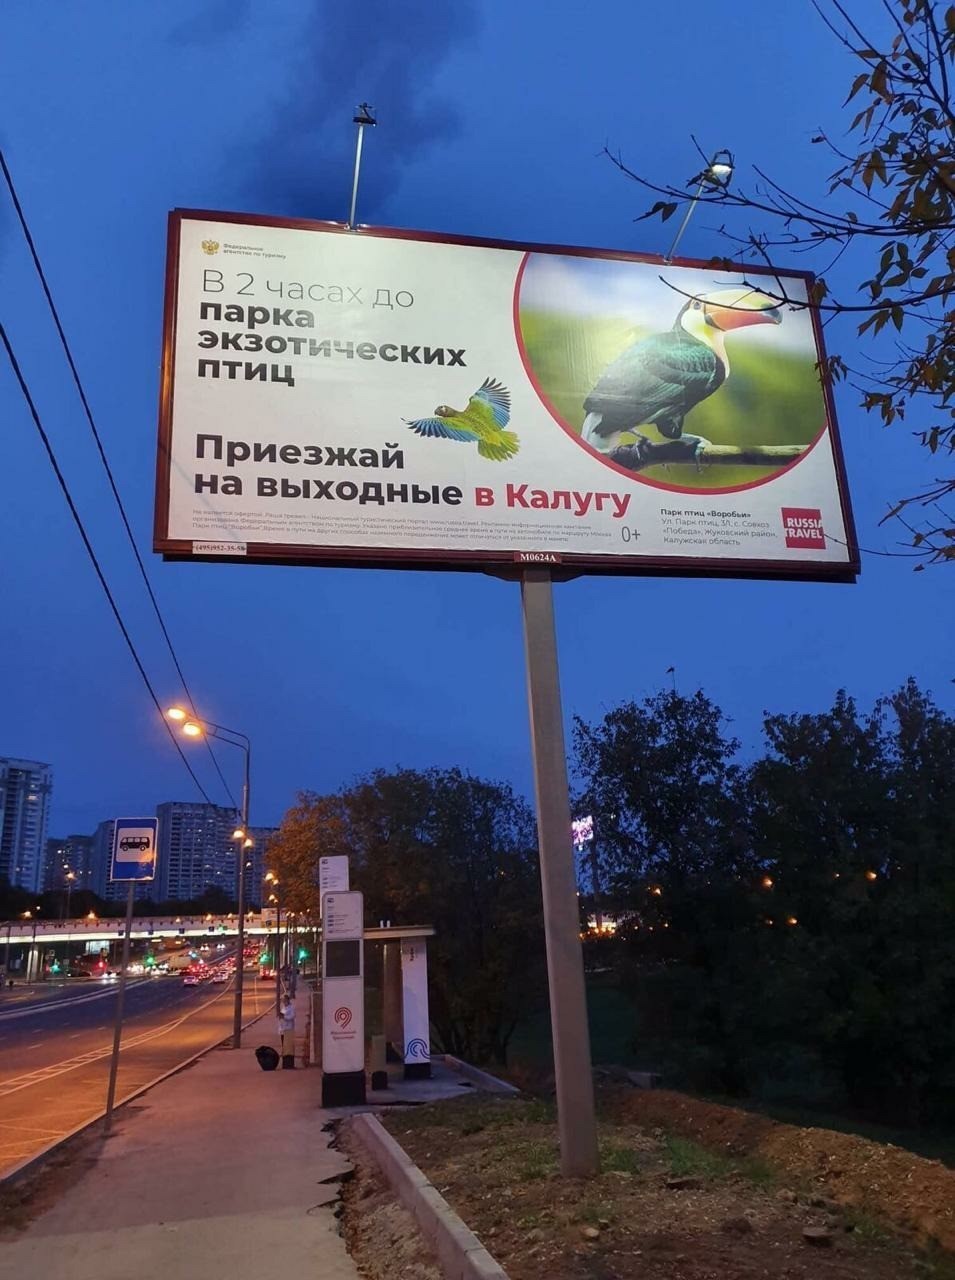 Федеральное
агентство по туризму
В 2 часах до
парка
экзотических
птиц
Приезжай
на выходные в Калугу
0+
Парк птиц «Воробьи»
Ул. Парк птиц, 3Л, с. Совхоз
«Победа», Жуковский район,
Калужская область
RUSSIA
TRAVEL
(495)952-35-58
M0624A